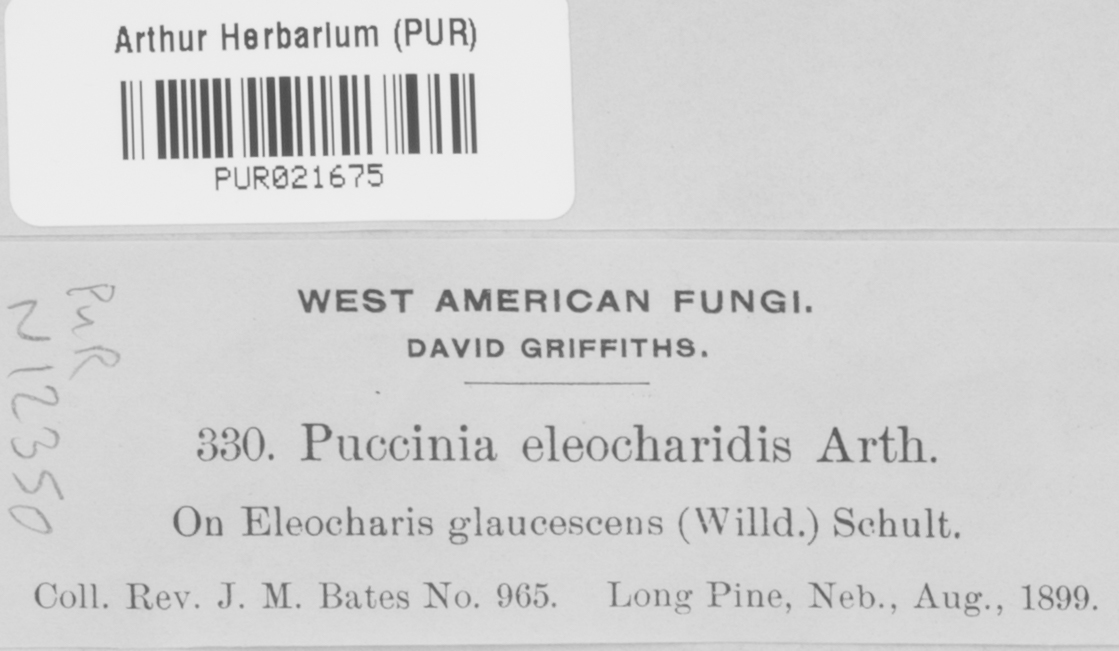 Arthur Herbarium (PUR)
PUR021675
WEST AMERICAN FUNGI.
DAVID GRIFFITHS.
330. Puccinia eleocharidis Arth.
On Eleocharis glaucescens (Willd.) Schult.
Coll. Rev. J. M. Bates No. 965. Long Pine, Neb., Aug., 1899.
PUR
N12350